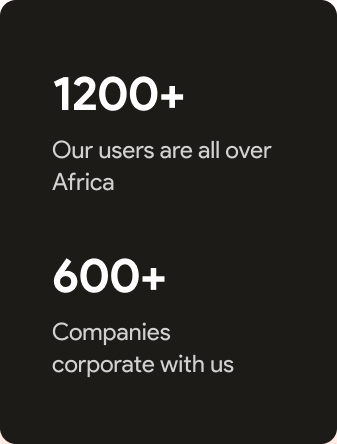 1200+
Our users are all over
Africa
600+
Companies
corporate with us